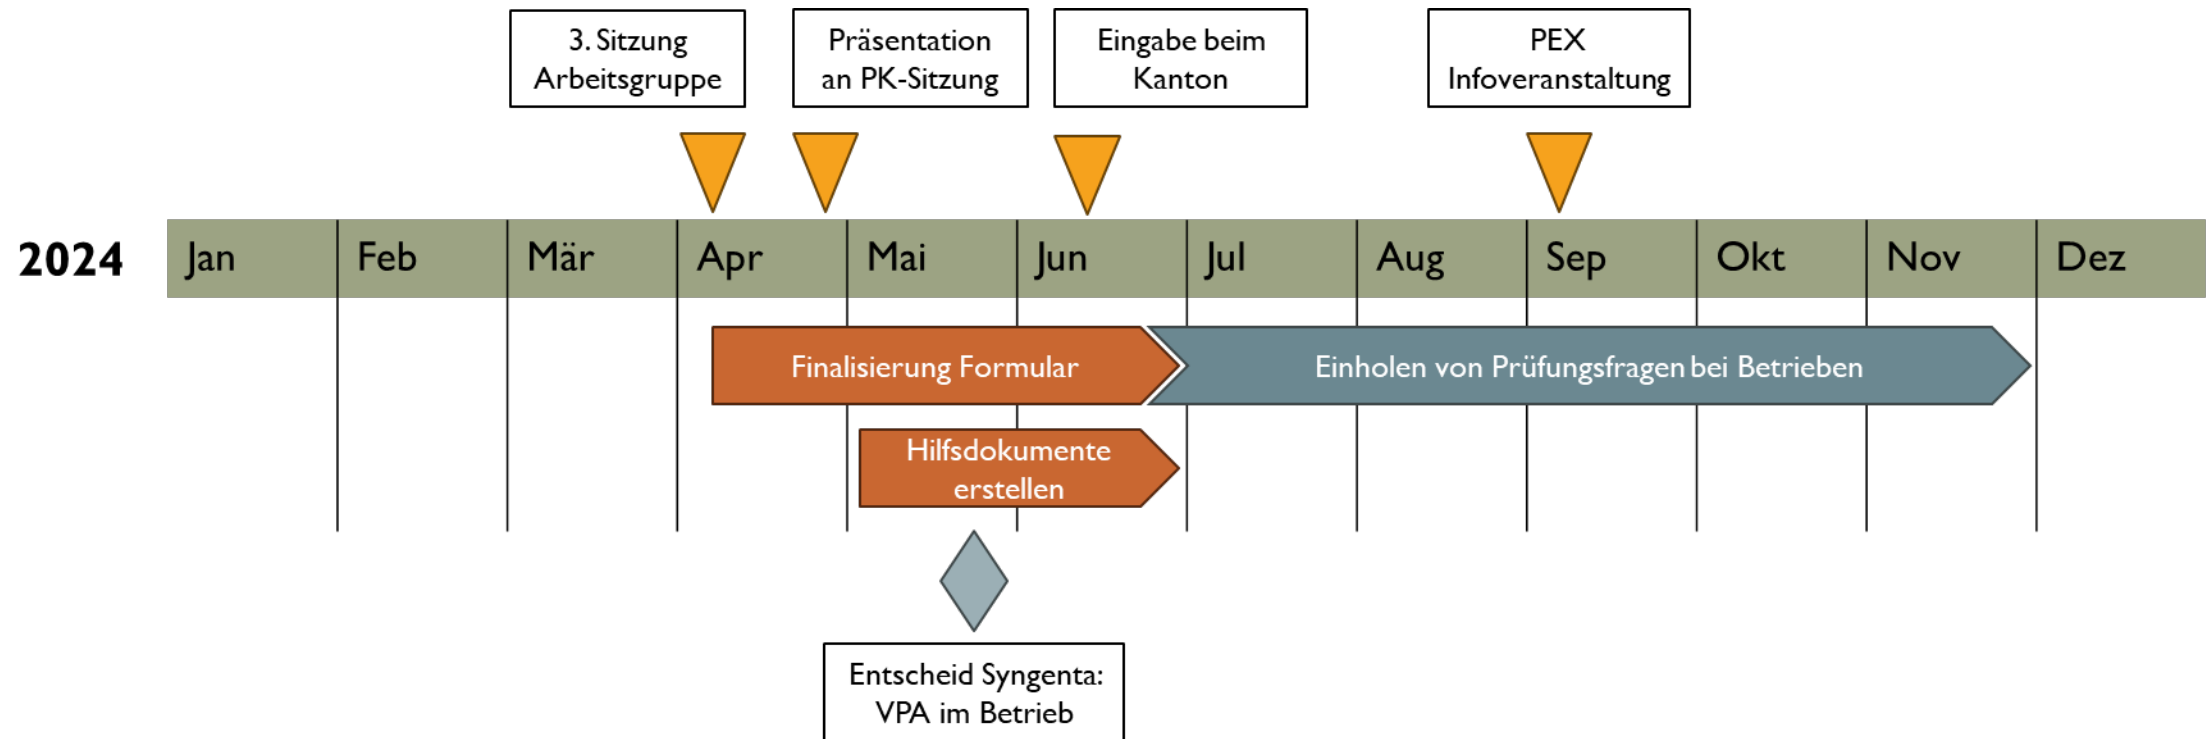 3. Sitzung
Arbeitsgruppe
Präsentation
an PK-Sitzung
Eingabe beim
Kanton
PEX
Infoveranstaltung
2024
Jan
Feb
Mär
Apr
Mai
Jun
Jul
Aug
Sep
Okt
Nov
Dez
Finalisierung Formular
Einholen von Prüfungsfragen bei Betrieben
Hilfsdokumente
erstellen
Entscheid Syngenta:
VPA im Betrieb